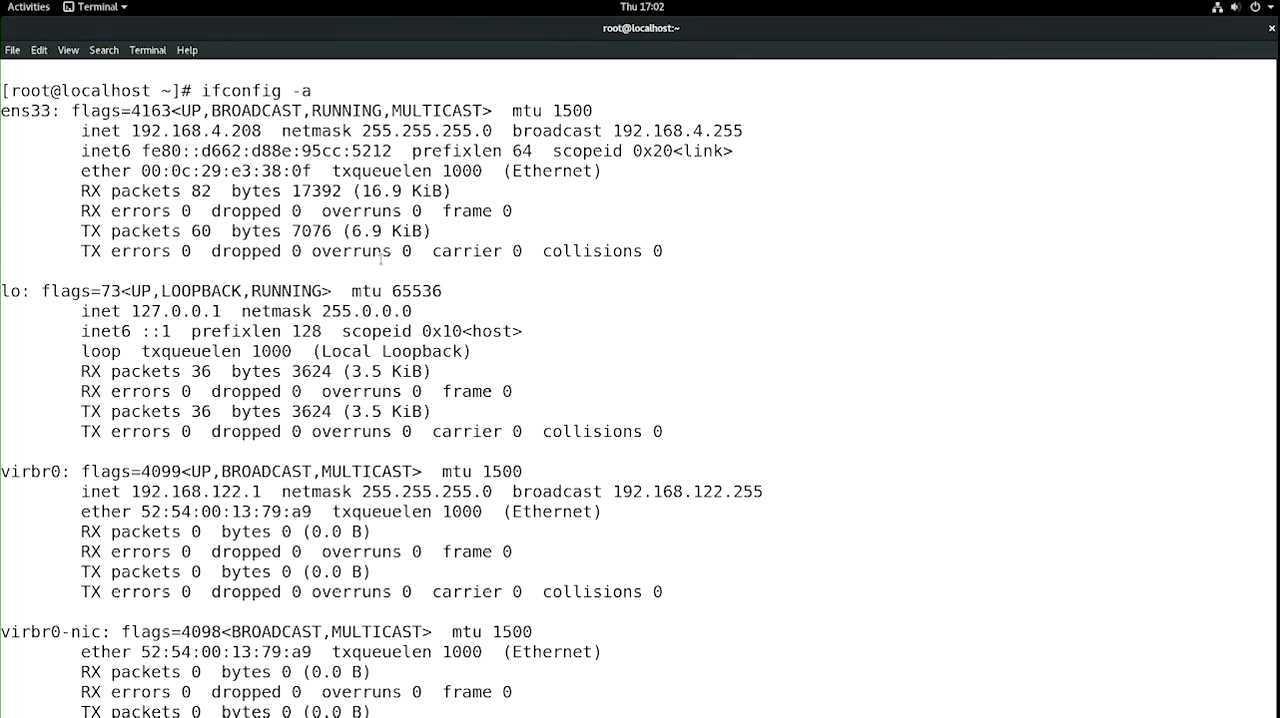 Activities Terminal Thu 17:02
root@localhost:~
File Edit View Search Terminal Help
[root@localhost ~]# ifconfig -a
ens33: flags=4163<UP,BROADCAST,RUNNING,MULTICAST>  mtu 1500
        inet 192.168.4.208  netmask 255.255.255.0  broadcast 192.168.4.255
        inet6 fe80::d662:d88e:95cc:5212  prefixlen 64  scopeid 0x20<link>
        ether 00:0c:29:e3:38:0f  txqueuelen 1000  (Ethernet)
        RX packets 82  bytes 17392 (16.9 KiB)
        RX errors 0  dropped 0  overruns 0  frame 0
        TX packets 60  bytes 7076 (6.9 KiB)
        TX errors 0  dropped 0 overruns 0  carrier 0  collisions 0
lo: flags=73<UP,LOOPBACK,RUNNING>  mtu 65536
        inet 127.0.0.1  netmask 255.0.0.0
        inet6 ::1  prefixlen 128  scopeid 0x10<host>
        loop  txqueuelen 1000  (Local Loopback)
        RX packets 36  bytes 3624 (3.5 KiB)
        RX errors 0  dropped 0  overruns 0  frame 0
        TX packets 36  bytes 3624 (3.5 KiB)
        TX errors 0  dropped 0 overruns 0  carrier 0  collisions 0
virbr0: flags=4099<UP,BROADCAST,MULTICAST>  mtu 1500
        inet 192.168.122.1  netmask 255.255.255.0  broadcast 192.168.122.255
        ether 52:54:00:13:79:a9  txqueuelen 1000  (Ethernet)
        RX packets 0  bytes 0 (0.0 B)
        RX errors 0  dropped 0  overruns 0  frame 0
        TX packets 0  bytes 0 (0.0 B)
        TX errors 0  dropped 0 overruns 0  carrier 0  collisions 0
virbr0-nic: flags=4098<BROADCAST,MULTICAST>  mtu 1500
        ether 52:54:00:13:79:a9  txqueuelen 1000  (Ethernet)
        RX packets 0  bytes 0 (0.0 B)
        RX errors 0  dropped 0  overruns 0  frame 0
        TX packets 0  bytes 0 (0.0 B)